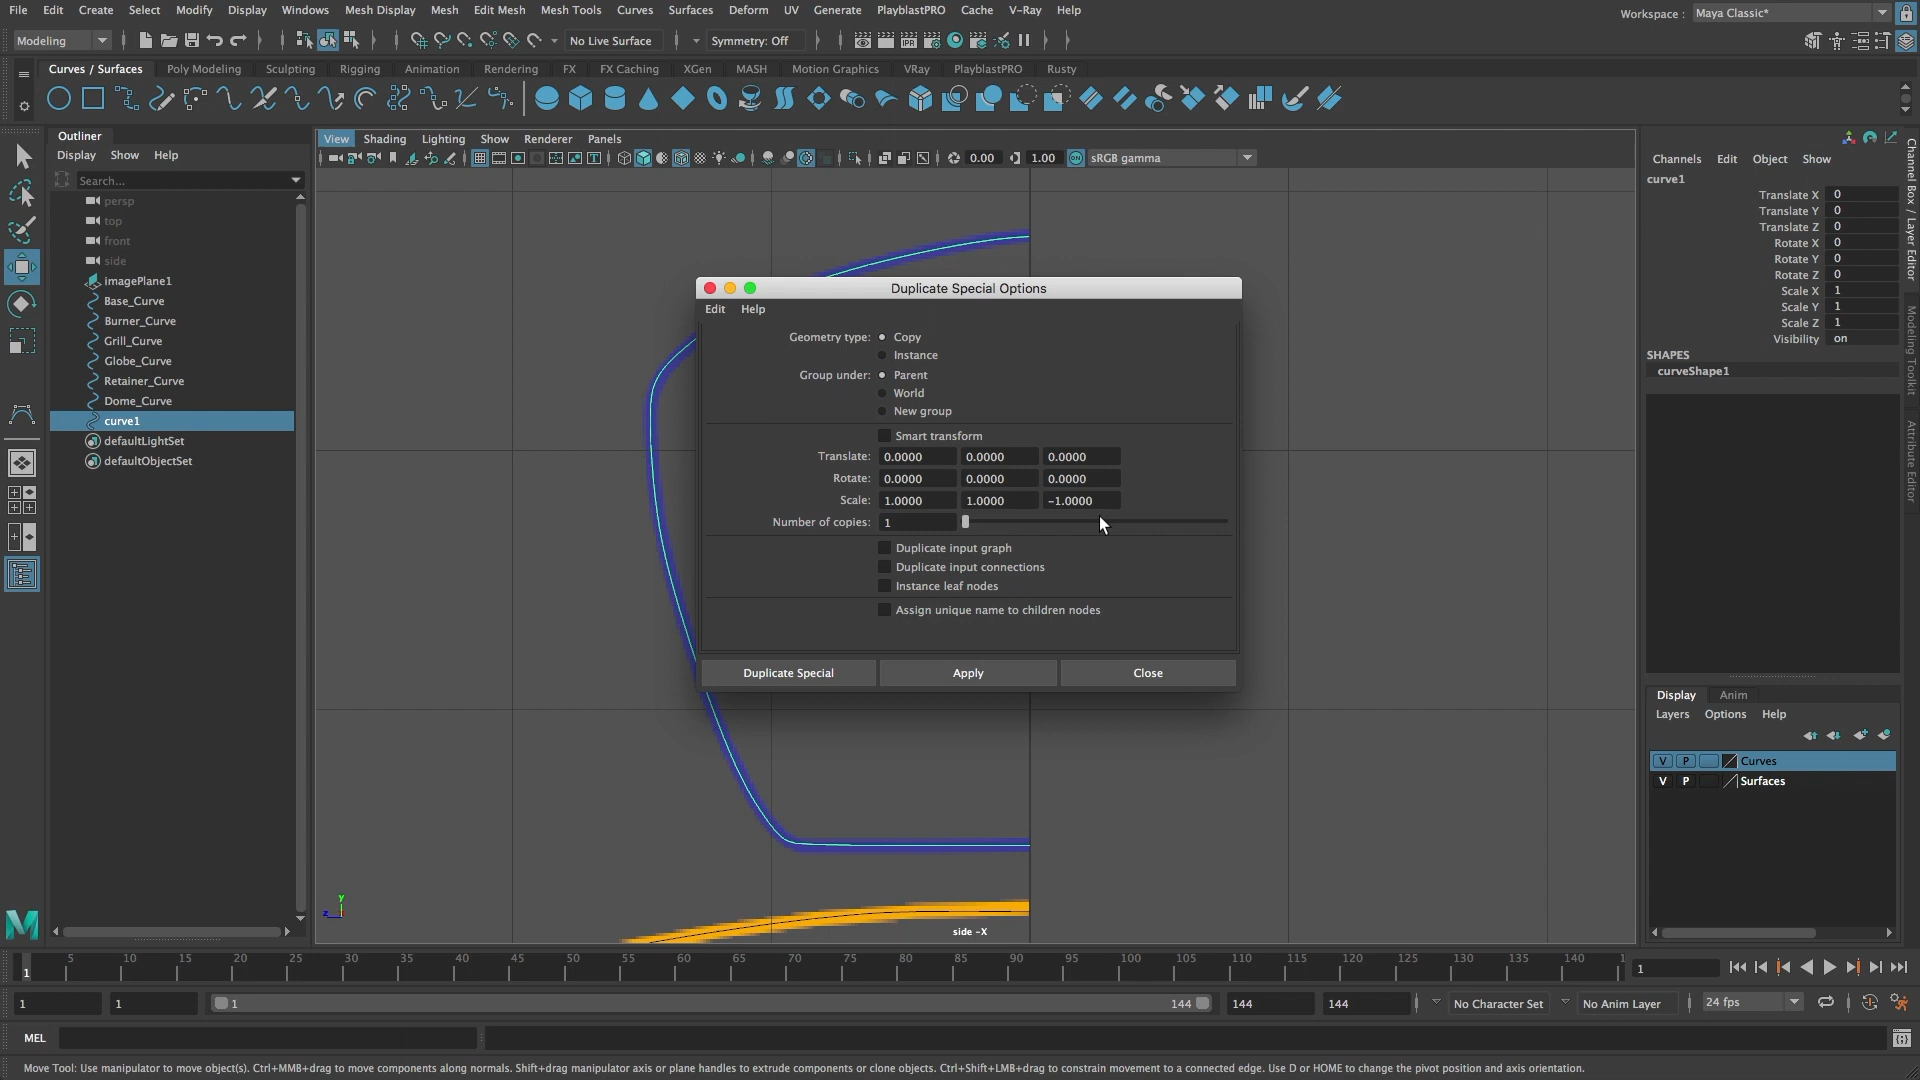 File Edit Create Select Modify Display Windows Mesh Display Mesh Edit Mesh Mesh Tools Curves Surfaces Deform UV Generate PlayblastPRO Cache V-Ray Help
Workspace : Maya Classic*
Modeling
No Live Surface
Symmetry: Off
IPR
Curves / Surfaces Poly Modeling Sculpting Rigging Animation Rendering FX FX Caching XGen MASH Motion Graphics VRay PlayblastPRO Rusty
Outliner
Display Show Help
Search...
persp
top
front
side
imagePlane1
Base_Curve
Burner_Curve
Grill_Curve
Globe_Curve
Retainer_Curve
Dome_Curve
curve1
defaultLightSet
defaultObjectSet
View Shading Lighting Show Renderer Panels
0.00 1.00 sRGB gamma
Duplicate Special Options
Edit Help
Geometry type: Copy
Instance
Group under: Parent
World
New group
Smart transform
Translate: 0.0000 0.0000 0.0000
Rotate: 0.0000 0.0000 0.0000
Scale: 1.0000 1.0000 -1.0000
Number of copies: 1
Duplicate input graph
Duplicate input connections
Instance leaf nodes
Assign unique name to children nodes
Duplicate Special Apply Close
y
z
side -X
Channels Edit Object Show
curve1
Translate X 0
Translate Y 0
Translate Z 0
Rotate X 0
Rotate Y 0
Rotate Z 0
Scale X 1
Scale Y 1
Scale Z 1
Visibility on
SHAPES
curveShape1
Channel Box / Layer Editor
Modeling Toolkit
Attribute Editor
Display Anim
Layers Options Help
V P Curves
V P Surfaces
5 10 15 20 25 30 35 40 45 50 55 60 65 70 75 80 85 90 95 100 105 110 115 120 125 130 135 140 1
1
1
1 1 1 144 144 144 No Character Set No Anim Layer 24 fps
MEL
Move Tool: Use manipulator to move object(s). Ctrl+MMB+drag to move components along normals. Shift+drag manipulator axis or plane handles to extrude components or clone objects. Ctrl+Shift+LMB+drag to constrain movement to a connected edge. Use D or HOME to change the pivot position and axis orientation.